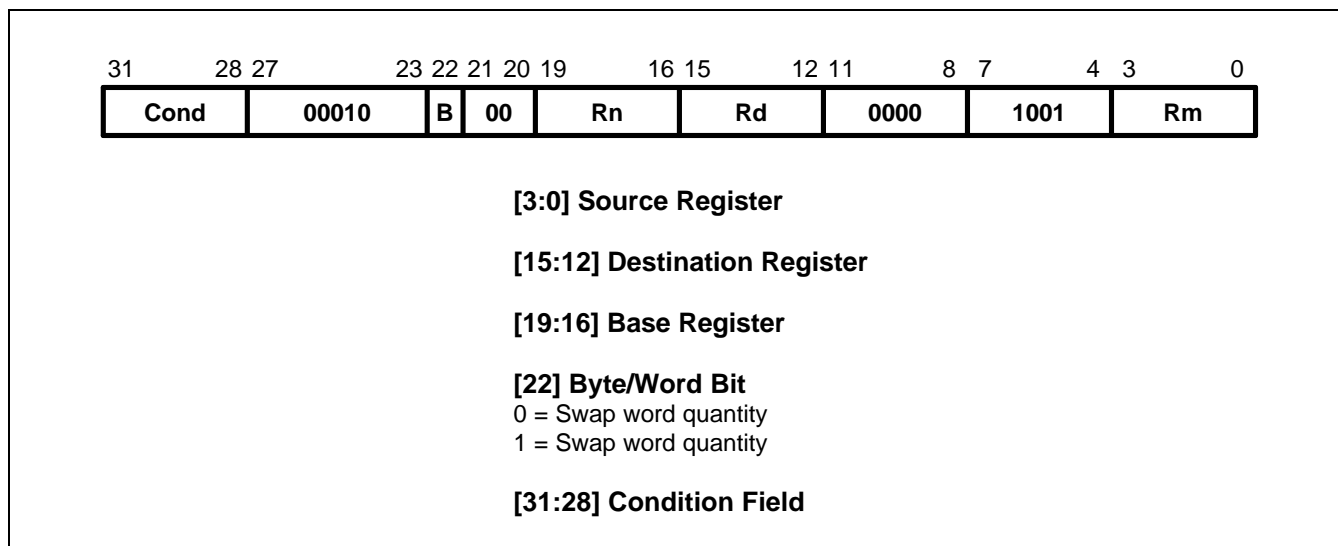 31 28 27 23 22 21 20 19 16 15 12 11 8 7 4 3 0
Cond 00010 B 00 Rn Rd 0000 1001 Rm
[3:0] Source Register
[15:12] Destination Register
[19:16] Base Register
[22] Byte/Word Bit
0 = Swap word quantity
1 = Swap word quantity
[31:28] Condition Field